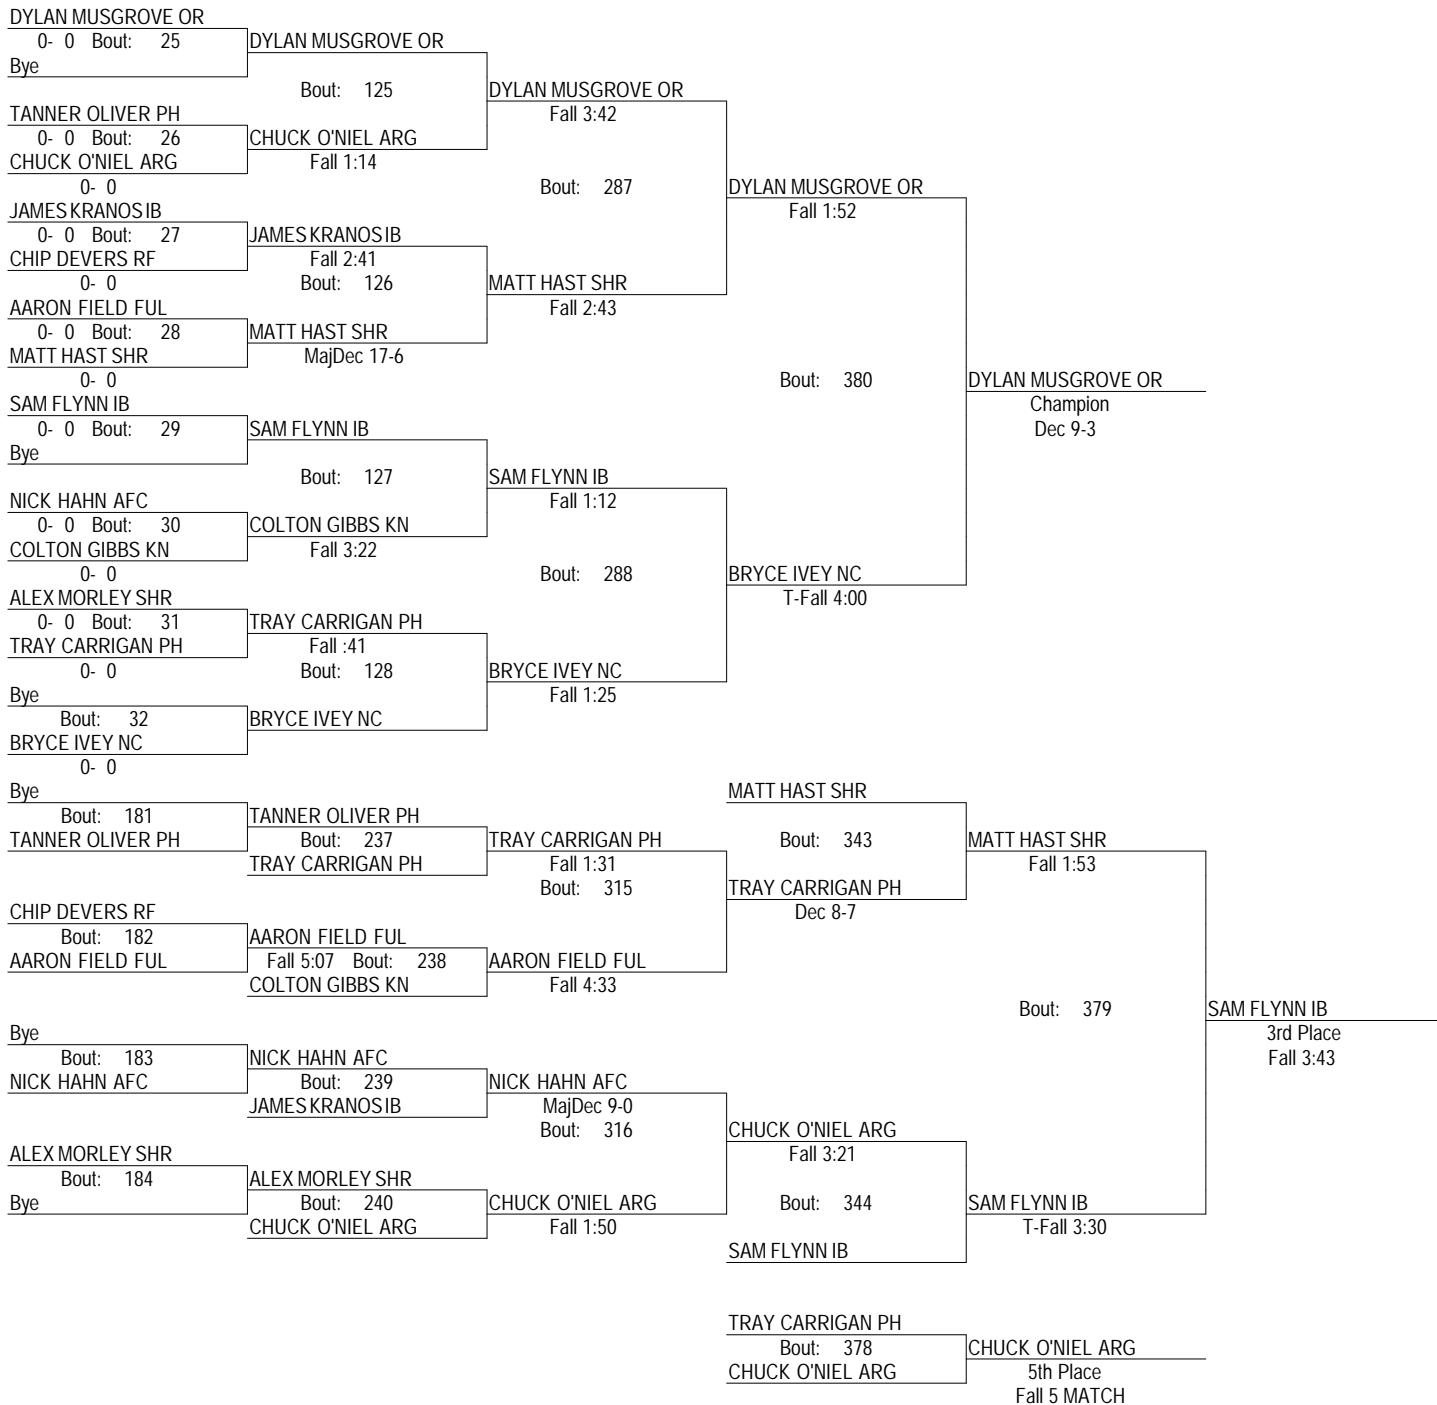 DYLAN MUSGROVE OR
0- 0 Bout: 25
DYLAN MUSGROVE OR
Bye
Bout: 125
DYLAN MUSGROVE OR
TANNER OLIVER PH
Fall 3:42
0- 0 Bout: 26
CHUCK O'NIEL ARG
CHUCK O'NIEL ARG
Fall 1:14
0- 0
Bout: 287
DYLAN MUSGROVE OR
JAMES KRANOS IB
Fall 1:52
0- 0 Bout: 27
JAMES KRANOS IB
CHIP DEVERS RF
Fall 2:41
0- 0
Bout: 126
MATT HAST SHR
AARON FIELD FUL
Fall 2:43
0- 0 Bout: 28
MATT HAST SHR
MATT HAST SHR
MajDec 17-6
0- 0
Bout: 380
DYLAN MUSGROVE OR
SAM FLYNN IB
Champion
0- 0 Bout: 29
SAM FLYNN IB
Dec 9-3
Bye
Bout: 127
SAM FLYNN IB
NICK HAHN AFC
Fall 1:12
0- 0 Bout: 30
COLTON GIBBS KN
COLTON GIBBS KN
Fall 3:22
0- 0
Bout: 288
BRYCE IVEY NC
ALEX MORLEY SHR
T-Fall 4:00
0- 0 Bout: 31
TRAY CARRIGAN PH
TRAY CARRIGAN PH
Fall :41
0- 0
Bout: 128
BRYCE IVEY NC
Bye
Fall 1:25
Bout: 32
BRYCE IVEY NC
BRYCE IVEY NC
0- 0
Bye
MATT HAST SHR
Bout: 181
TANNER OLIVER PH
TANNER OLIVER PH
Bout: 237
TRAY CARRIGAN PH
Bout: 343
MATT HAST SHR
TRAY CARRIGAN PH
Fall 1:31
Fall 1:53
Bout: 315
TRAY CARRIGAN PH
CHIP DEVERS RF
Dec 8-7
Bout: 182
AARON FIELD FUL
AARON FIELD FUL
Fall 5:07 Bout: 238
AARON FIELD FUL
COLTON GIBBS KN
Fall 4:33
Bout: 379
SAM FLYNN IB
Bye
3rd Place
Bout: 183
NICK HAHN AFC
Fall 3:43
NICK HAHN AFC
Bout: 239
NICK HAHN AFC
JAMES KRANOS IB
MajDec 9-0
Bout: 316
CHUCK O'NIEL ARG
ALEX MORLEY SHR
Fall 3:21
Bout: 184
ALEX MORLEY SHR
Bye
Bout: 240
CHUCK O'NIEL ARG
Bout: 344
SAM FLYNN IB
CHUCK O'NIEL ARG
Fall 1:50
T-Fall 3:30
SAM FLYNN IB
TRAY CARRIGAN PH
Bout: 378
CHUCK O'NIEL ARG
CHUCK O'NIEL ARG
5th Place
Fall 5 MATCH